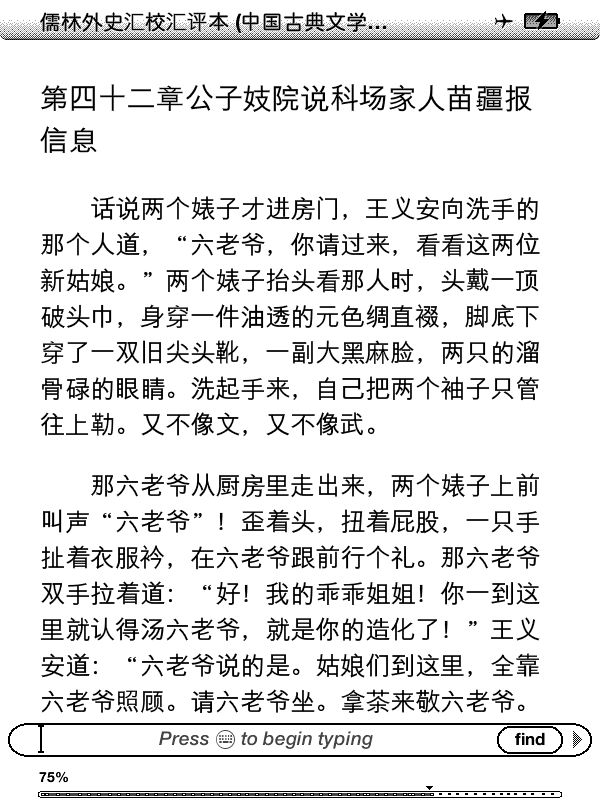 儒林外史汇校汇评本 (中国古典文学...
第四十二章公子妓院说科场家人苗疆报
信息
话说两个婊子才进房门，王义安向洗手的
那个人道，“六老爷，你请过来，看看这两位
新姑娘。”两个婊子抬头看那人时，头戴一顶
破头巾，身穿一件油透的元色绸直裰，脚底下
穿了一双旧尖头靴，一副大黑麻脸，两只的溜
骨碌的眼睛。洗起手来，自己把两个袖子只管
往上勒。又不像文，又不像武。
那六老爷从厨房里走出来，两个婊子上前
叫声“六老爷”！歪着头，扭着屁股，一只手
扯着衣服衿，在六老爷跟前行个礼。那六老爷
双手拉着道：“好！我的乖乖姐姐！你一到这
里就认得汤六老爷，就是你的造化了！”王义
安道：“六老爷说的是。姑娘们到这里，全靠
六老爷照顾。请六老爷坐。拿茶来敬六老爷。
Press to begin typing
find
75%